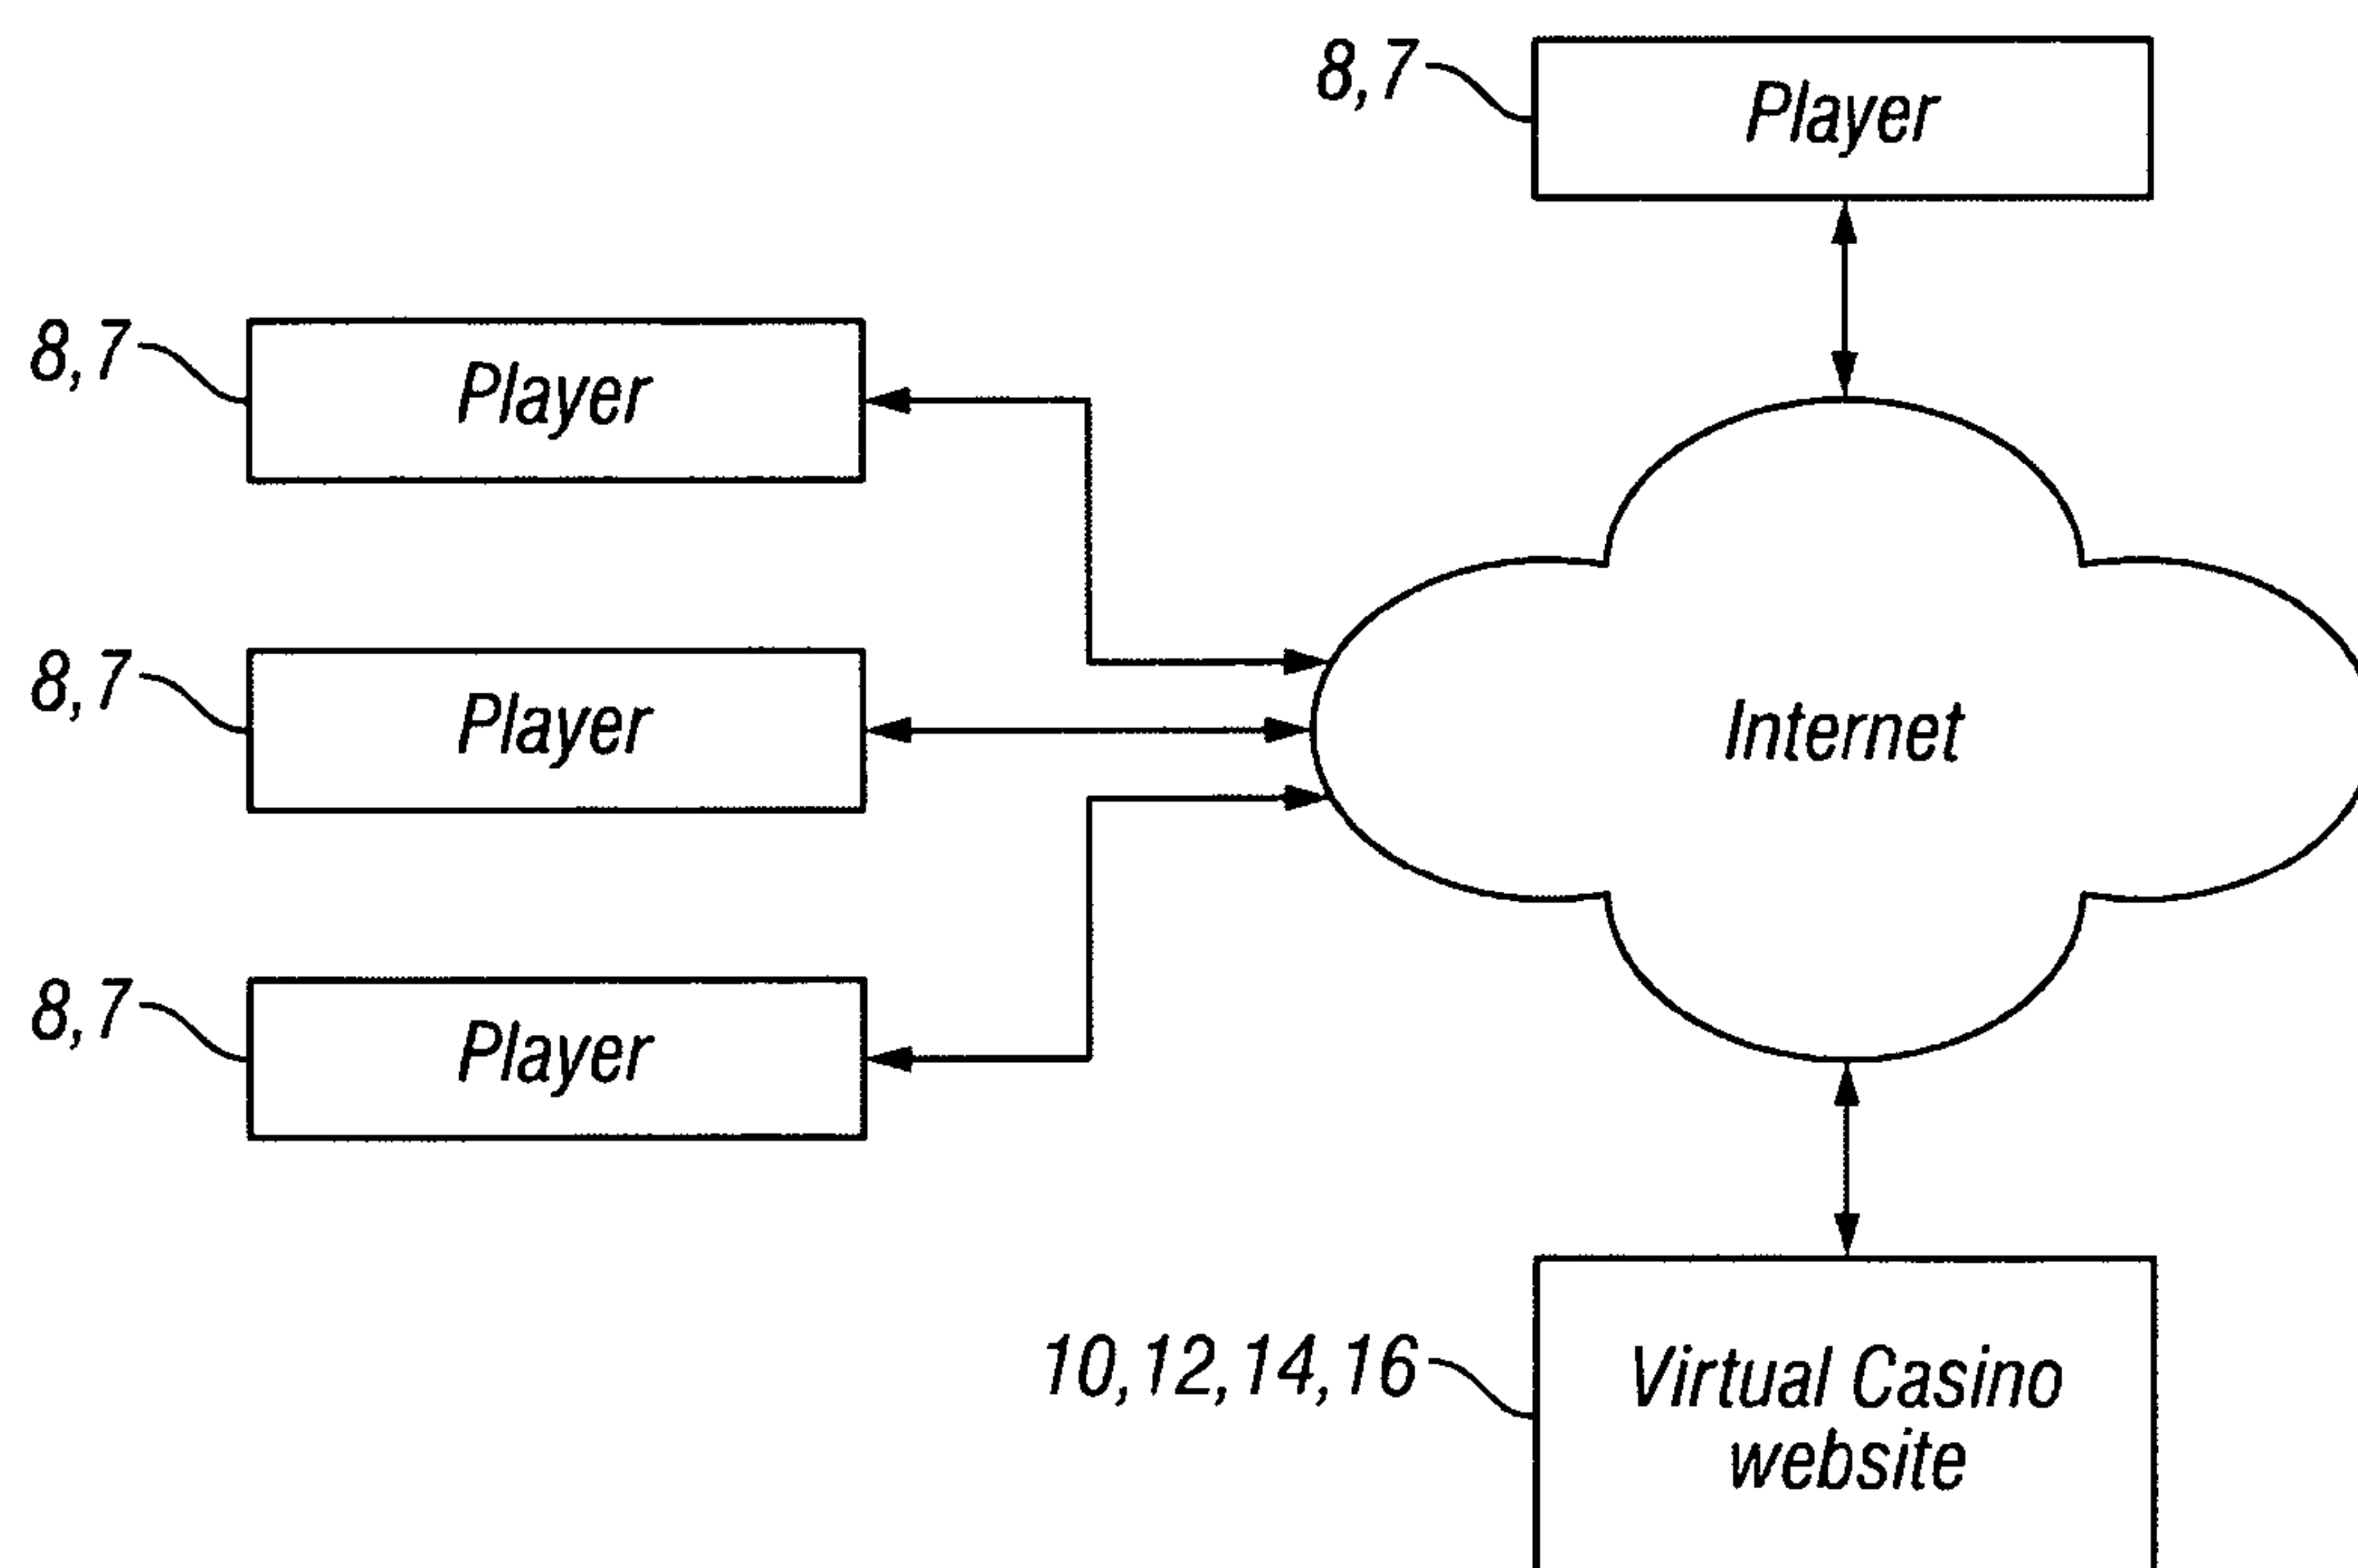 8,7
Player
8,7
Player
8,7
Player
Internet
8,7
Player
10,12,14,16
Virtual Casino
website